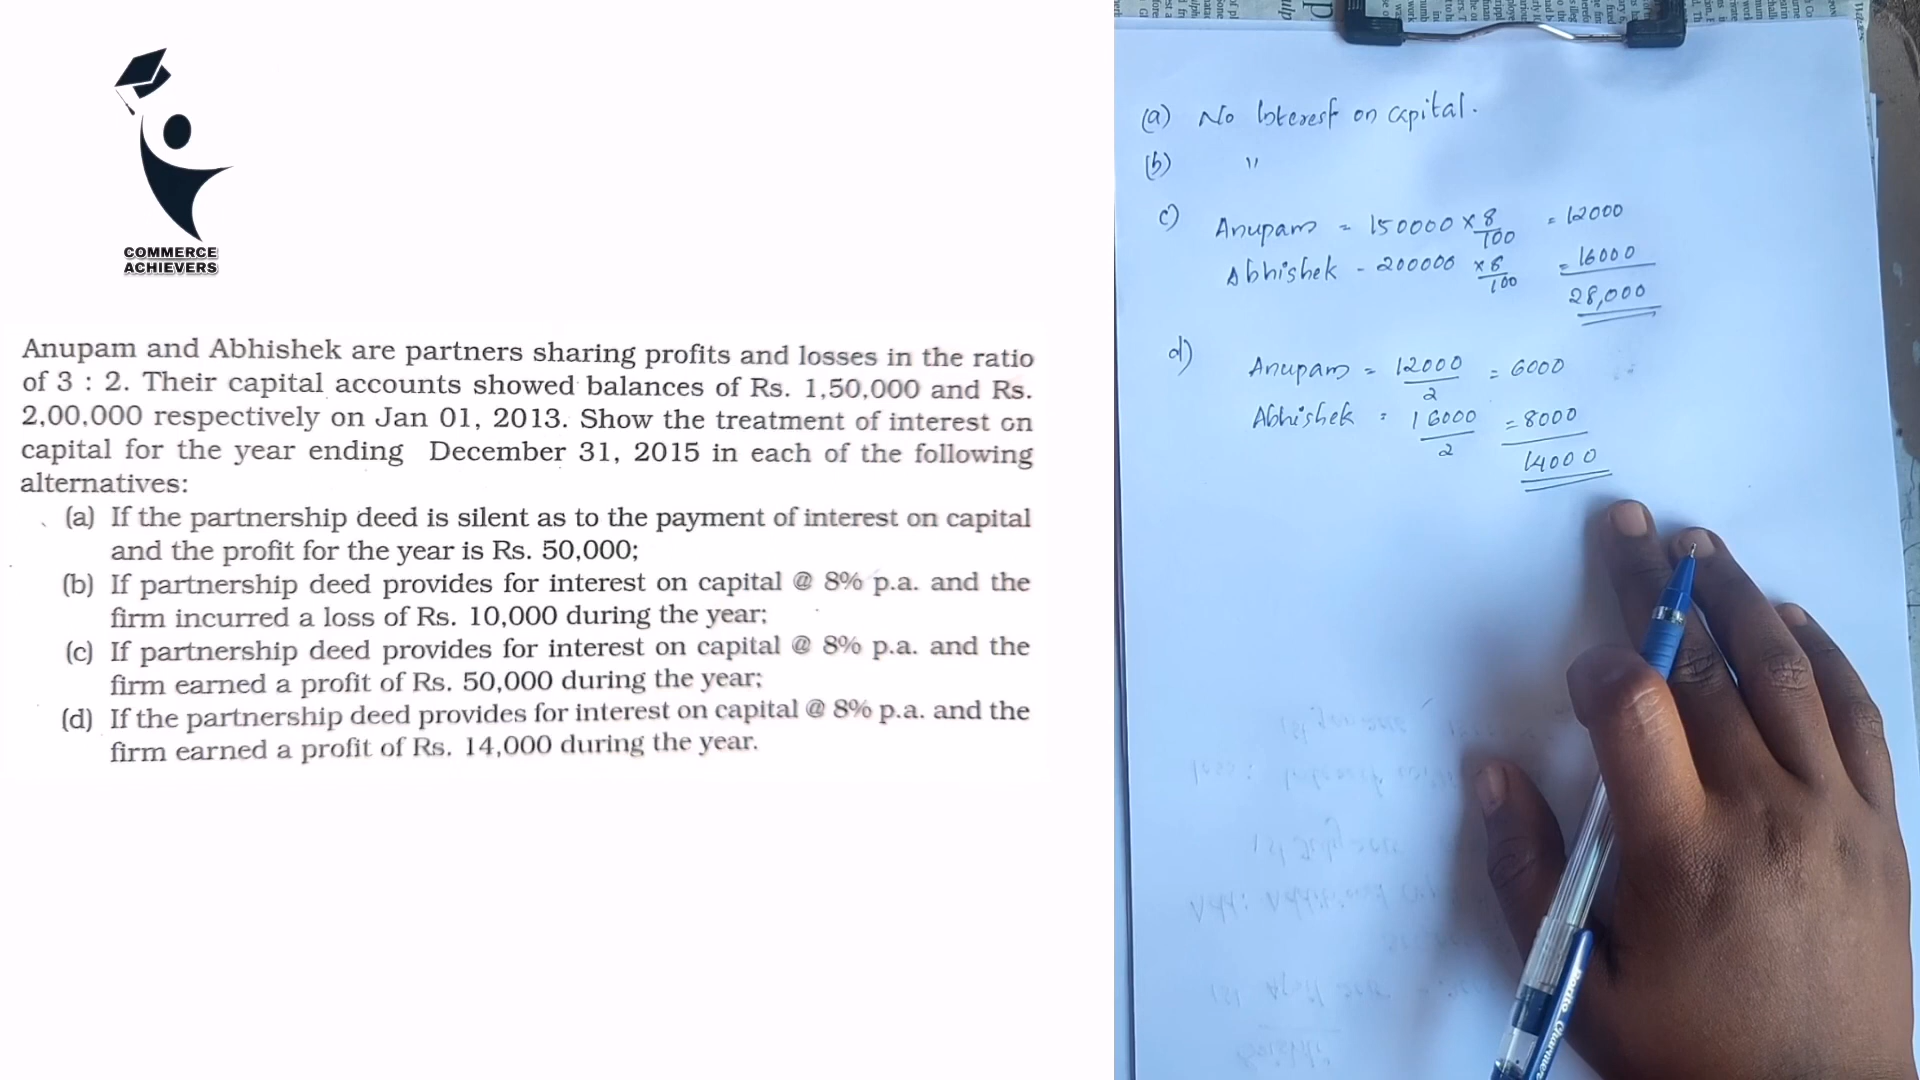 COMMERCE
ACHIEVERS
Anupam and Abhishek are partners sharing profits and losses in the ratio
of 3 : 2. Their capital accounts showed balances of Rs. 1,50,000 and Rs.
2,00,000 respectively on Jan 01, 2013. Show the treatment of interest on
capital for the year ending December 31, 2015 in each of the following
alternatives:
(a) If the partnership deed is silent as to the payment of interest on capital
and the profit for the year is Rs. 50,000;
(b) If partnership deed provides for interest on capital @ 8% p.a. and the
firm incurred a loss of Rs. 10,000 during the year;
(c) If partnership deed provides for interest on capital @ 8% p.a. and the
firm earned a profit of Rs. 50,000 during the year;
(d) If the partnership deed provides for interest on capital @ 8% p.a. and the
firm earned a profit of Rs. 14,000 during the year.
(a) No Interest on capital.
(b) "
c) Anupam = 150000 × 8/100 = 12000
Abhishek - 200000 × 8/100 = 16000
28,000
d) Anupam = 12000/2 = 6000
Abhishek = 16000/2 = 8000
14000